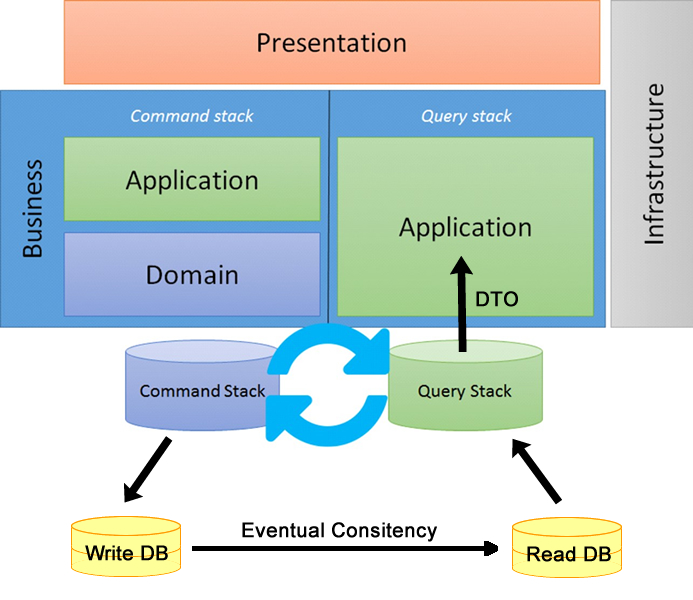 Presentation
Infrastructure
Business
Command stack
Query stack
Application
Domain
Application
DTO
Command Stack
Query Stack
Write DB
Eventual Consitency
Read DB